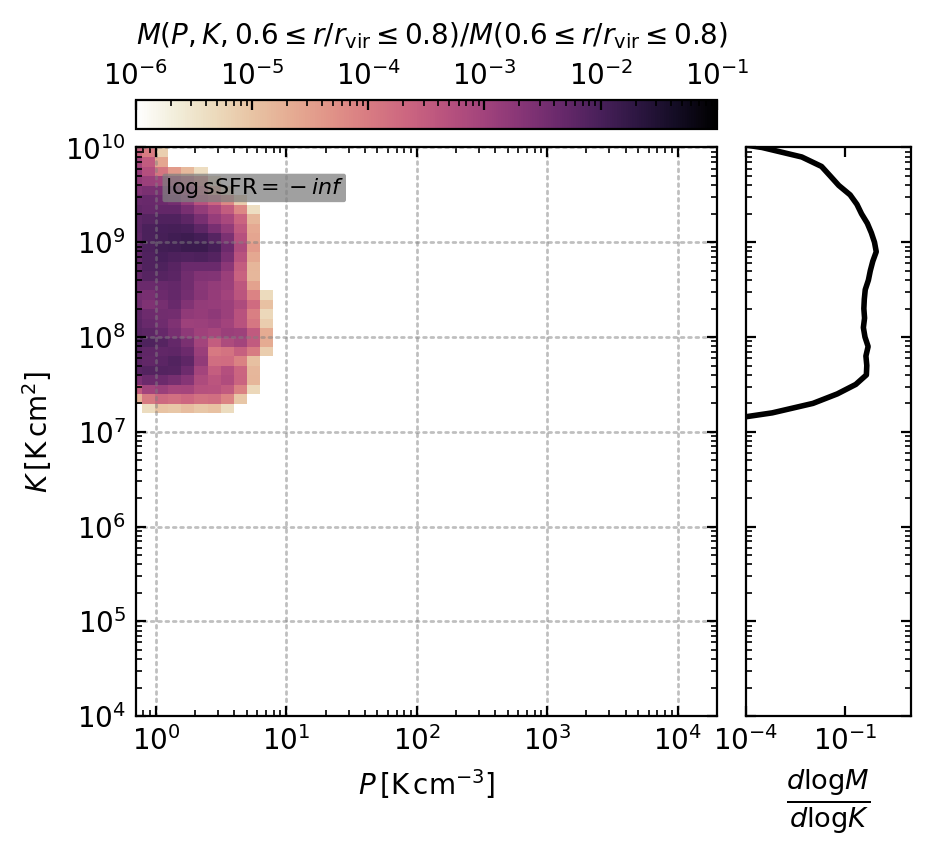 M(P, K, 0.6 ≤ r/r_vir ≤ 0.8)/M(0.6 ≤ r/r_vir ≤ 0.8)
10^−6 10^−5 10^−4 10^−3 10^−2 10^−1
10^10
log sSFR = −inf
10^9
10^8
10^7
10^6
10^5
10^4
K [K cm^2]
10^0 10^1 10^2 10^3 10^4 10^−4 10^−1
P [K cm^−3]
dlogM
dlogK